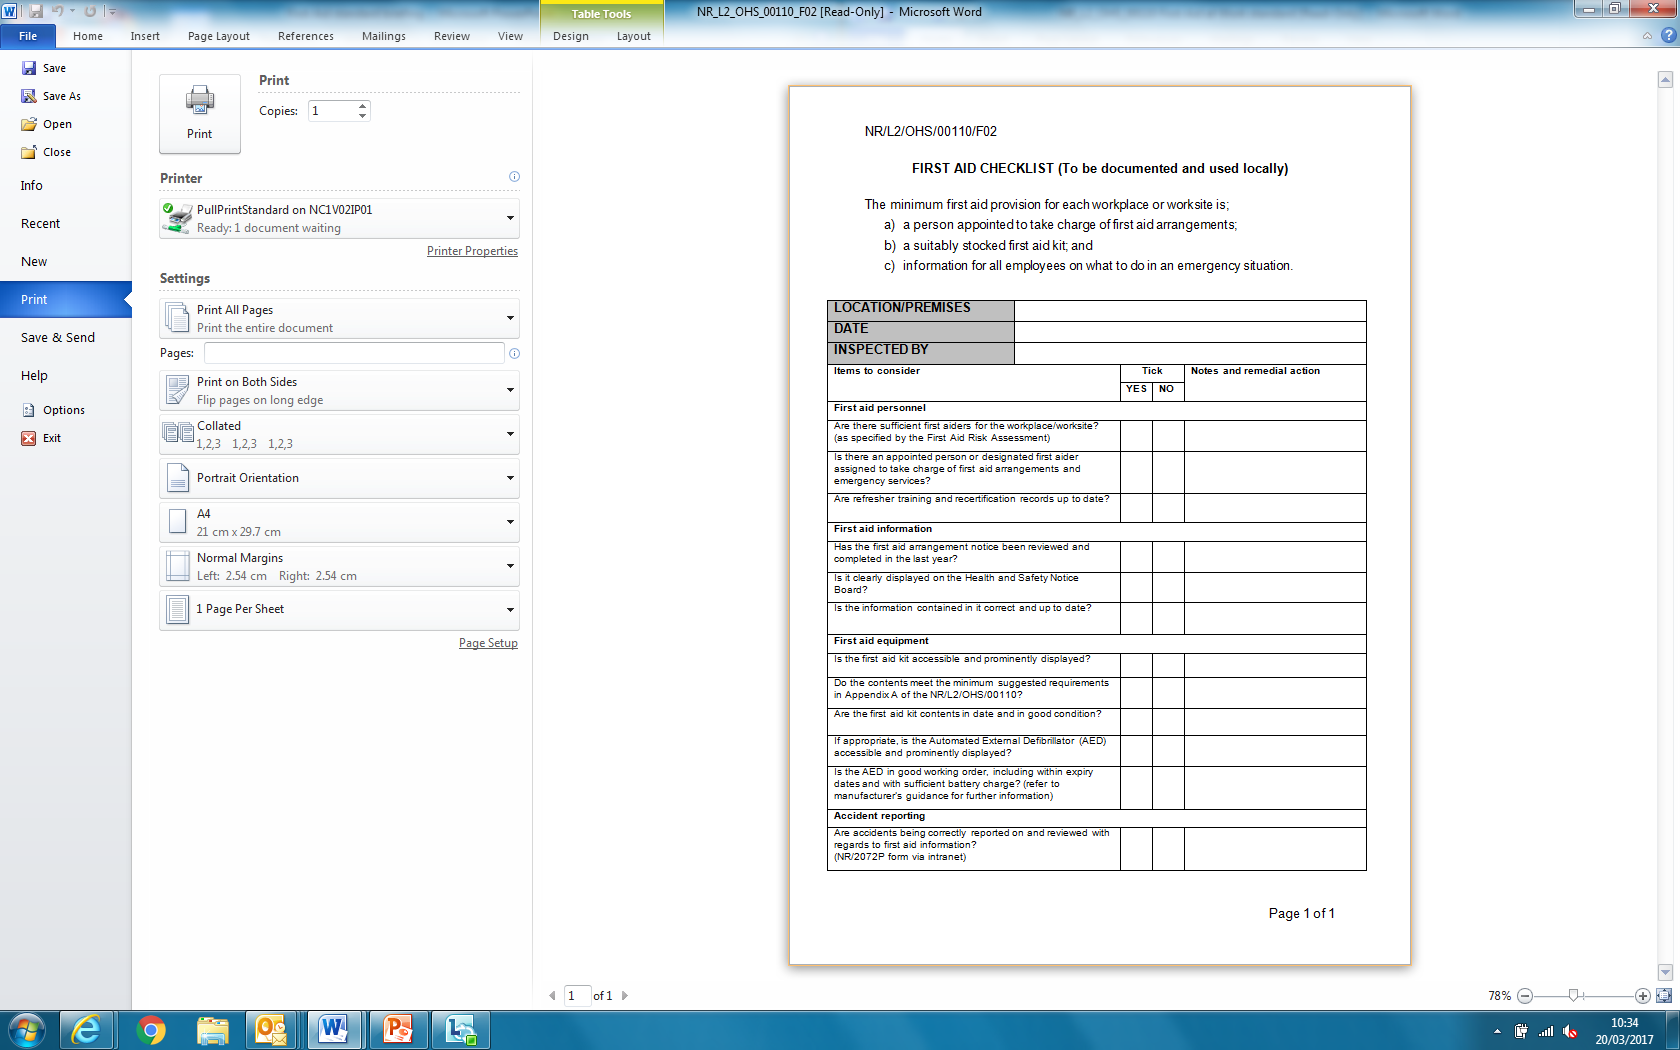 Table Tools
NR_L2_OHS_00110_F02 [Read-Only] - Microsoft Word
File
Home
Insert
Page Layout
References
Mailings
Review
View
Design
Layout
Save
Save As
Open
Close
Info
Recent
New
Print
Save & Send
Help
Options
Exit
Print
Print
Copies: 1
Printer
PullPrintStandard on NC1V02IP01
Ready: 1 document waiting
Printer Properties
Settings
Print All Pages
Print the entire document
Pages:
Print on Both Sides
Flip pages on long edge
Collated
1,2,3 1,2,3 1,2,3
Portrait Orientation
A4
21 cm x 29.7 cm
Normal Margins
Left: 2.54 cm Right: 2.54 cm
1 Page Per Sheet
Page Setup
NR/L2/OHS/00110/F02
FIRST AID CHECKLIST (To be documented and used locally)
The minimum first aid provision for each workplace or worksite is;
a) a person appointed to take charge of first aid arrangements;
b) a suitably stocked first aid kit; and
c) information for all employees on what to do in an emergency situation.
LOCATION/PREMISES
DATE
INSPECTED BY
Items to consider
Tick
Notes and remedial action
YES NO
First aid personnel
Are there sufficient first aiders for the workplace/worksite?
(as specified by the First Aid Risk Assessment)
Is there an appointed person or designated first aider
assigned to take charge of first aid arrangements and
emergency services?
Are refresher training and recertification records up to date?
First aid information
Has the first aid arrangement notice been reviewed and
completed in the last year?
Is it clearly displayed on the Health and Safety Notice
Board?
Is the information contained in it correct and up to date?
First aid equipment
Is the first aid kit accessible and prominently displayed?
Do the contents meet the minimum suggested requirements
in Appendix A of the NR/L2/OHS/00110?
Are the first aid kit contents in date and in good condition?
If appropriate, is the Automated External Defibrillator (AED)
accessible and prominently displayed?
Is the AED in good working order, including within expiry
dates and with sufficient battery charge? (refer to
manufacturer's guidance for further information)
Accident reporting
Are accidents being correctly reported on and reviewed with
regards to first aid information?
(NR/2072P form via intranet)
Page 1 of 1
1 of 1
78%
10:34
20/03/2017